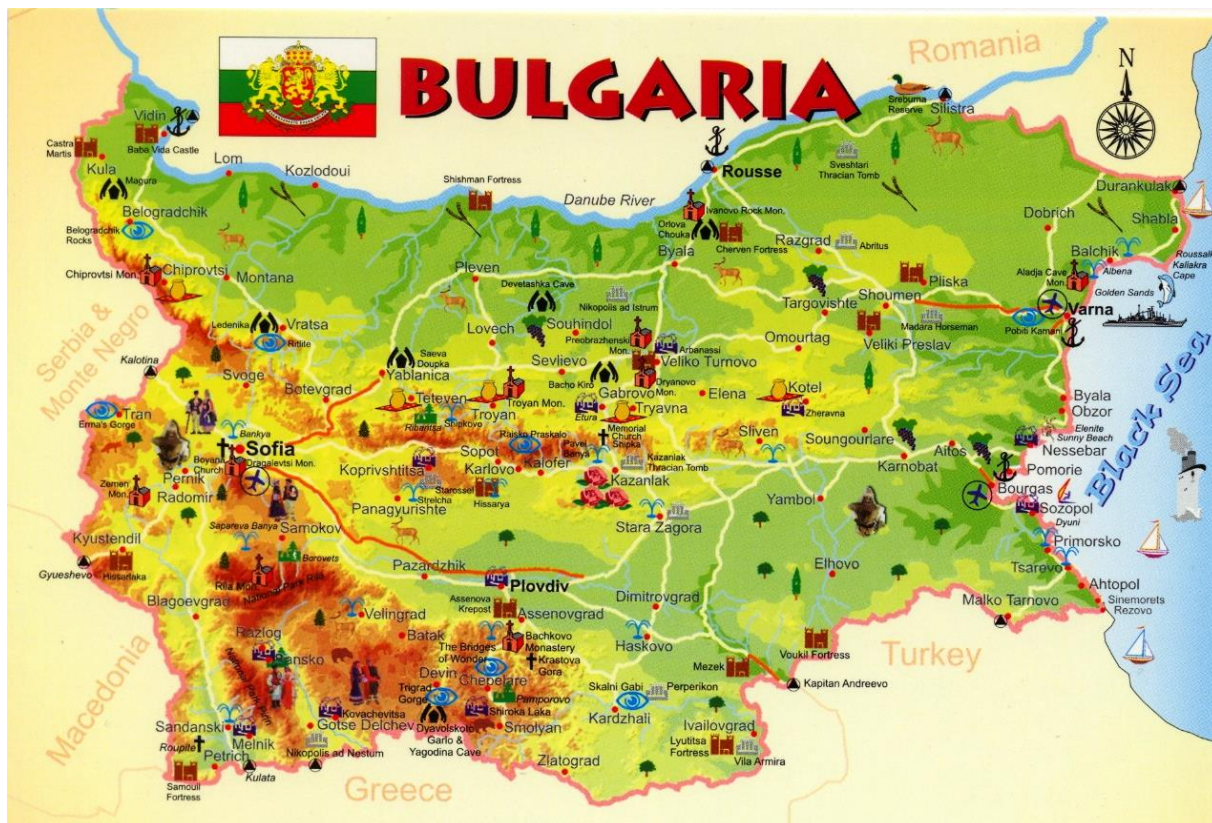 BULGARIA
Romania
N
Vidin
Baba Vida Castle
Castra
Martis
Kula
Magura
Lom
Kozlodoui
Shishman Fortress
Danube River
Rousse
Sreburna
Reserve
Silistra
Sveshtari
Thracian Tomb
Durankulak
Shabla
Dobrich
Belogradchik
Belogradchik
Rocks
Ivanovo Rock Mon.
Orlova
Chouka
Cherven Fortress
Razgrad
Abritus
Byala
Balchik
Albena
Aladja Cave
Mon.
Kaliakra
Cape
Golden Sands
Chiprovtsi Mon.
Chiprovtsi
Montana
Pleven
Devetashka Cave
Nikopolis ad Istrum
Pliska
Targovishte
Shoumen
Varna
Madara Horseman
Pobiti Kamani
Serbia &
Monte Negro
Ledenika
Vratsa
Ritlite
Lovech
Souhindol
Preobrazhenski
Mon.
Arbanassi
Veliko Turnovo
Omourtag
Veliki Preslav
Kalotina
Svoge
Botevgrad
Saeva
Doupka
Yablanica
Sevlievo
Bacho Kiro
Dryanovo
Mon.
Gabrovo
Elena
Kotel
Zheravna
Byala
Obzor
Tran
Erma's Gorge
Teteven
Ribaritsa
Shipkovo
Troyan
Troyan Mon.
Etura
Tryavna
Memorial
Church
Shipka
Bankya
Sofia
Boyana
Church
Dragalevtsi Mon.
Raisko Praskalo
Pavel
Banya
Sopot
Karlovo
Kalofer
Kazanlak
Kazanlak
Thracian Tomb
Sliven
Soungourlare
Karnobat
Aitos
Elenite
Sunny Beach
Nessebar
Pomorie
Black Sea
Zemen
Mon.
Pernik
Radomir
Koprivshtitsa
Strelcha
Starossel
Hissarya
Panagyurishte
Stara Zagora
Yambol
Bourgas
Sozopol
Dyuni
Sapareva Banya
Samokov
Kyustendil
Gyueshevo
Hissarlaka
Borowets
Rila Mon.
National Park Rila
Pazardzhik
Plovdiv
Elhovo
Primorsko
Tsarevo
Ahtopol
Sinemorets
Rezovo
Malko Tarnovo
Blagoevgrad
Velingrad
Assenova
Krepost
Assenovgrad
Dimitrovgrad
Haskovo
Voukil Fortress
Turkey
Macedonia
Razlog
Bansko
Batak
Bachkovo
Monastery
The Bridges
of Wonder
Krastova
Gora
Mezek
Kapitan Andreevo
Devin
Chepelare
Trigrad
Gorge
Pamporovo
Shiroka Laka
Smolyan
Skalni Gabi
Perperikon
Kardzhali
Ivailovgrad
Sandanski
Melnik
Kovachevitsa
Gotse Delchev
Dyavolskoto
Garlo &
Yagodina Cave
Lyutitsa
Fortress
Vila Armira
Petrich
Kulata
Nikopolis ad Nestum
Samouil
Fortress
Zlatograd
Greece